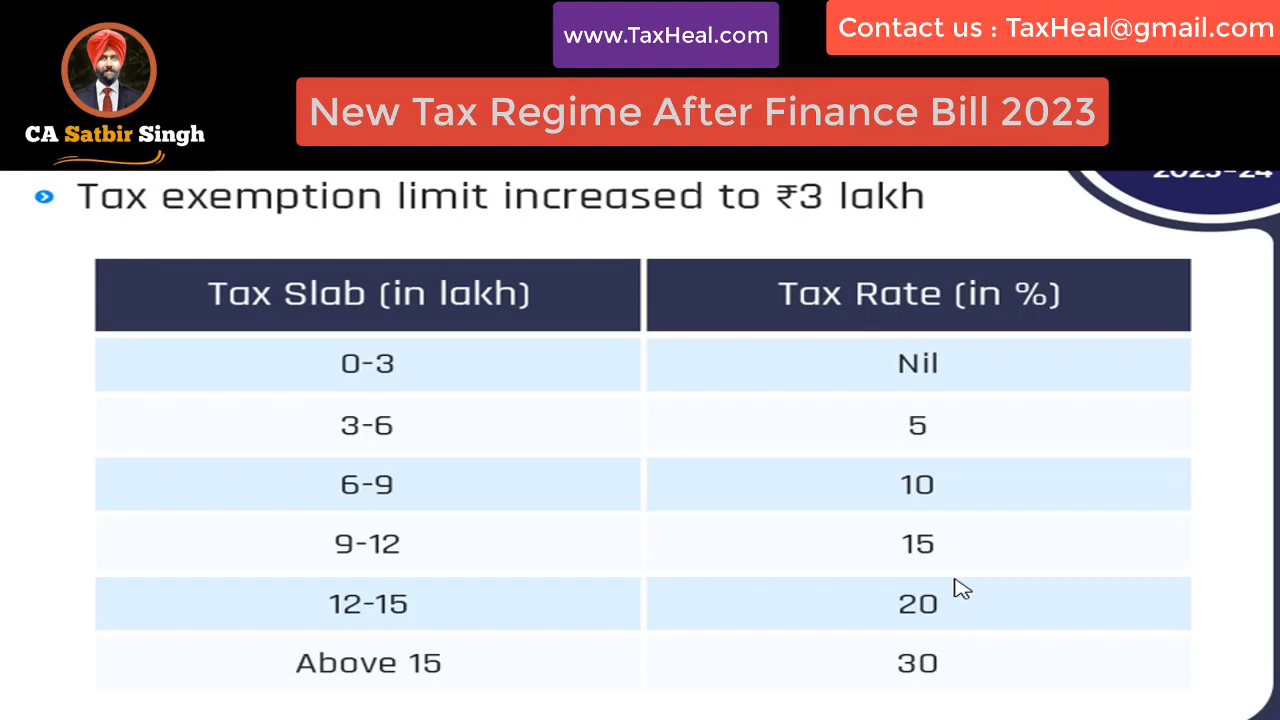 www.TaxHeal.com
Contact us : TaxHeal@gmail.com
New Tax Regime After Finance Bill 2023
CA Satbir Singh
2023-24
Tax exemption limit increased to ₹3 lakh
Tax Slab (in lakh) Tax Rate (in %)
0-3 Nil
3-6 5
6-9 10
9-12 15
12-15 20
Above 15 30